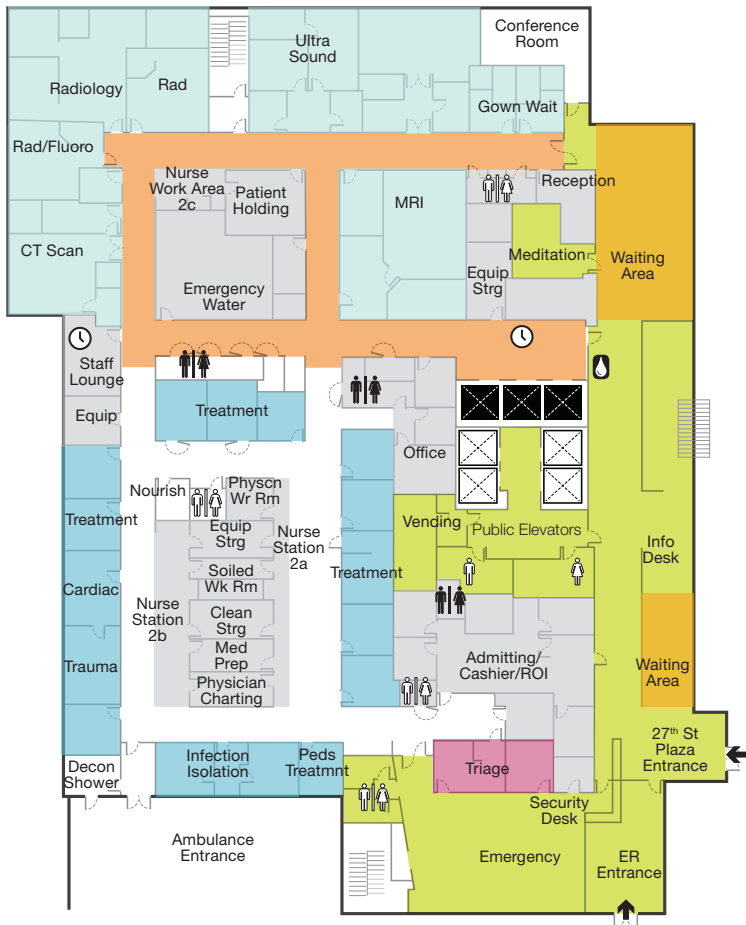 Conference
Room
Ultra
Sound
Radiology
Rad
Gown Wait
Rad/Fluoro
Nurse
Work Area
2c
Patient
Holding
MRI
Reception
CT Scan
Meditation
Waiting
Area
Equip
Strg
Emergency
Water
Staff
Lounge
Treatment
Equip
Office
Nourish
Physcn
Wr Rm
Treatment
Equip
Strg
Nurse
Station
2a
Vending
Public Elevators
Info
Desk
Soiled
Wk Rm
Treatment
Cardiac
Nurse
Station
2b
Clean
Strg
Med
Prep
Trauma
Physician
Charting
Admitting/
Cashier/ROI
Waiting
Area
27th St
Plaza
Entrance
Decon
Shower
Infection
Isolation
Peds
Treatmnt
Triage
Security
Desk
Ambulance
Entrance
Emergency
ER
Entrance